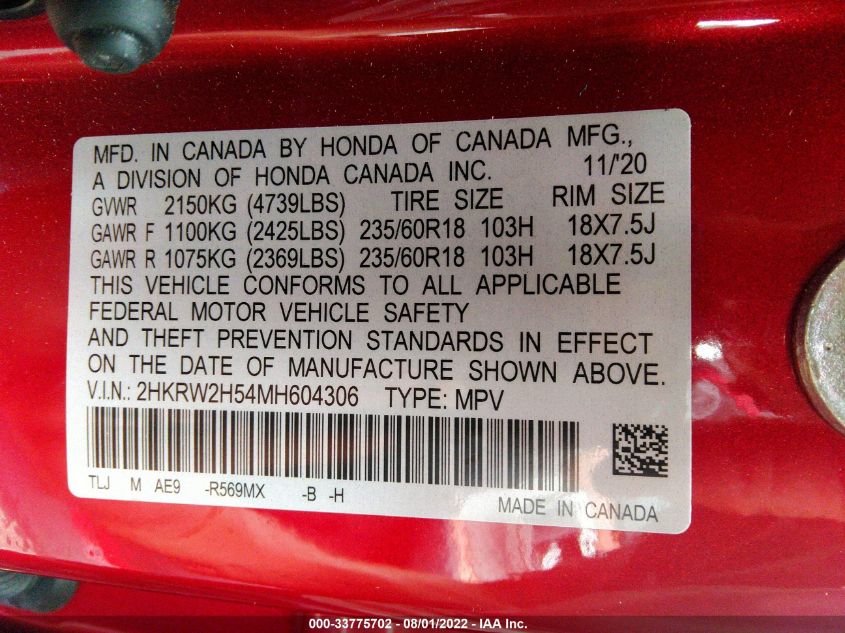 MFD. IN CANADA BY HONDA OF CANADA MFG.,
A DIVISION OF HONDA CANADA INC. 11/'20
GVWR 2150KG (4739LBS) TIRE SIZE RIM SIZE
GAWR F 1100KG (2425LBS) 235/60R18 103H 18X7.5J
GAWR R 1075KG (2369LBS) 235/60R18 103H 18X7.5J
THIS VEHICLE CONFORMS TO ALL APPLICABLE
FEDERAL MOTOR VEHICLE SAFETY
AND THEFT PREVENTION STANDARDS IN EFFECT
ON THE DATE OF MANUFACTURE SHOWN ABOVE.
V.I.N.: 2HKRW2H54MH604306 TYPE: MPV
TLJ M AE9 -R569MX -B -H
MADE IN CANADA
000-33775702 - 08/01/2022 - IAA Inc.